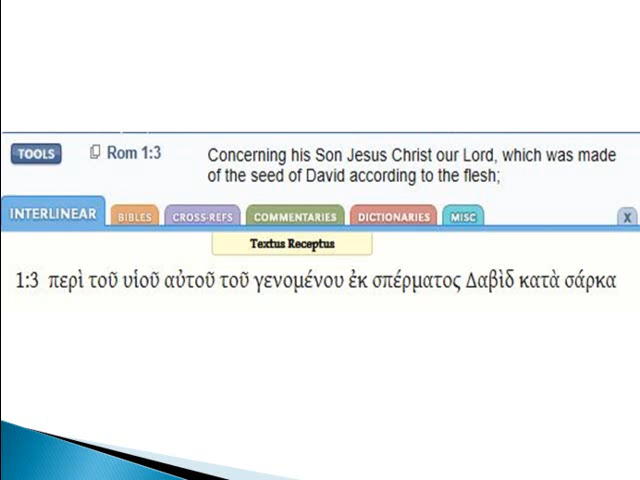 TOOLS Rom 1:3 Concerning his Son Jesus Christ our Lord, which was made
of the seed of David according to the flesh;
INTERLINEAR BIBLES CROSS-REFS COMMENTARIES DICTIONARIES MISC X
Textus Receptus
1:3 περὶ τοῦ υἱοῦ αὐτοῦ τοῦ γενομένου ἐκ σπέρματος Δαβὶδ κατὰ σάρκα